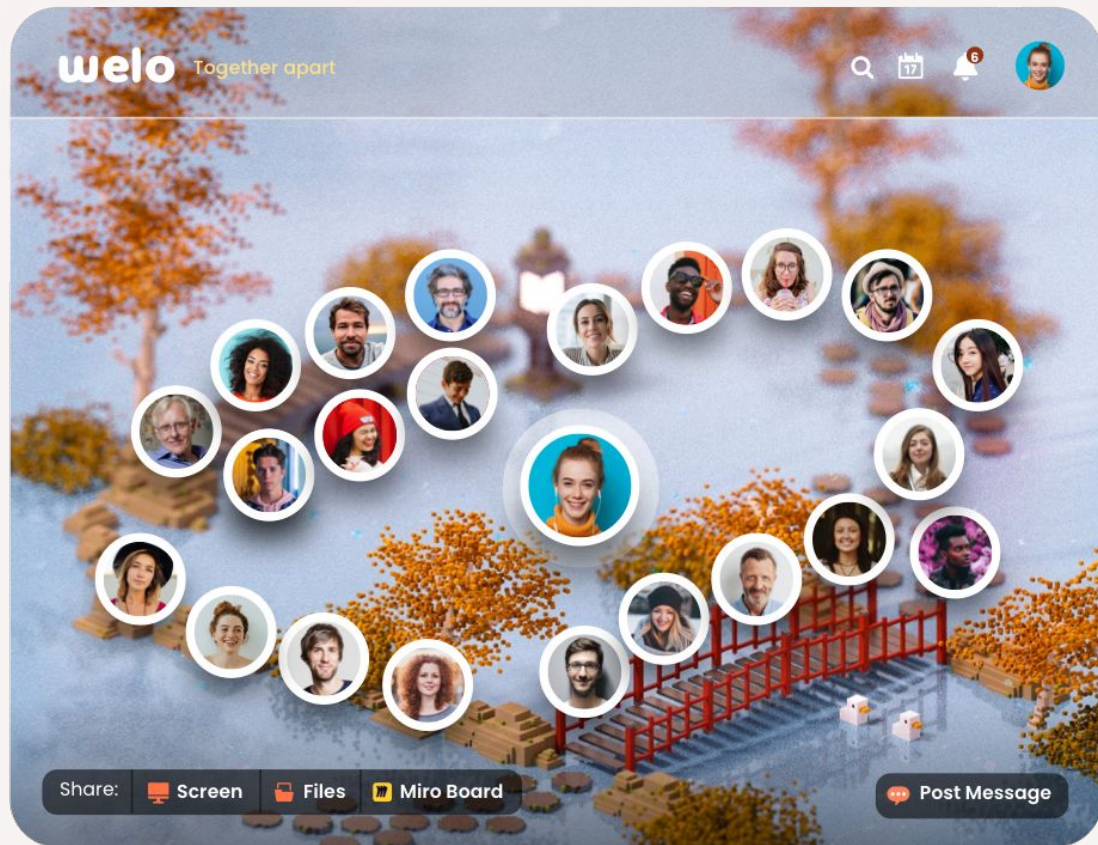 welo
Together apart
17
6
Share:
Screen
Files
Miro Board
Post Message